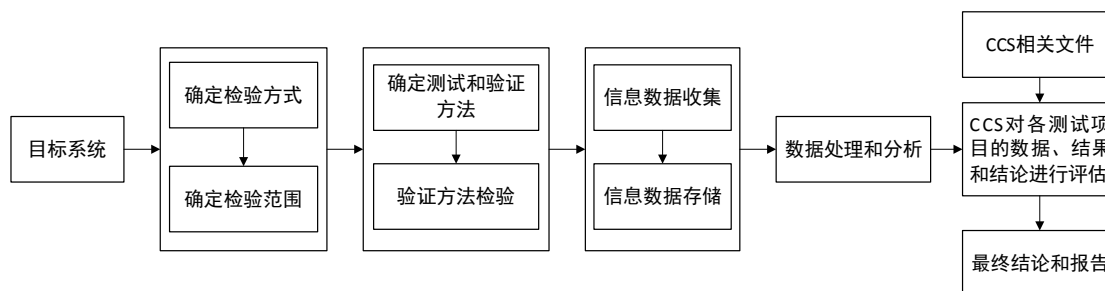 目标系统
确定检验方式
确定检验范围
确定测试和验证
方法
验证方法检验
信息数据收集
信息数据存储
数据处理和分析
CCS相关文件
CCS对各测试项
目的数据、结果
和结论进行评估
最终结论和报告